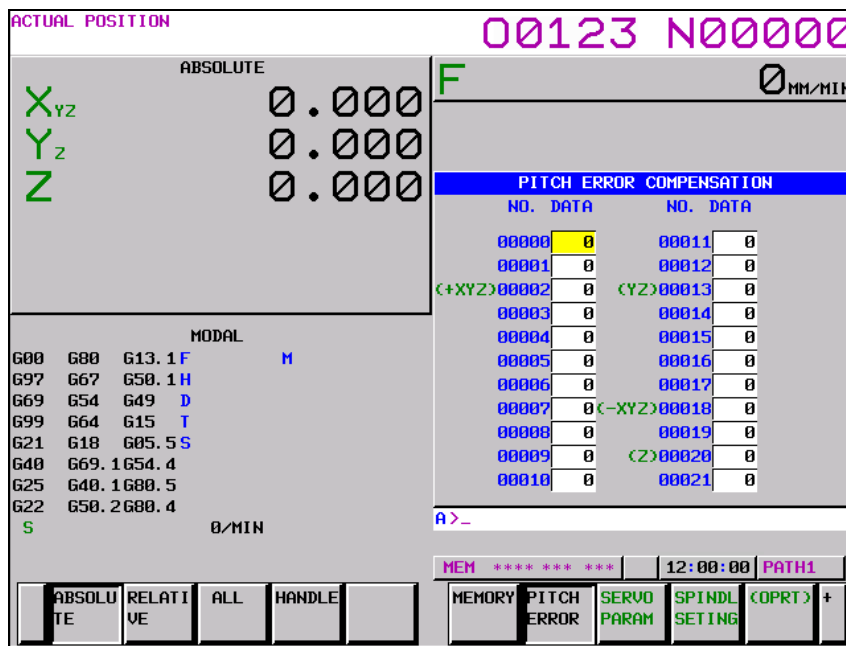 ACTUAL POSITION
O0123 N00000
ABSOLUTE
X YZ 0.000
Y Z 0.000
Z 0.000
F 0 MM/MIN
PITCH ERROR COMPENSATION
NO. DATA NO. DATA
00000 0 00011 0
00001 0 00012 0
(+XYZ)00002 0 (YZ)00013 0
00003 0 00014 0
00004 0 00015 0
00005 0 00016 0
00006 0 00017 0
00007 0 (-XYZ)00018 0
00008 0 00019 0
00009 0 (Z)00020 0
00010 0 00021 0
MODAL
G00 G80 G13.1 F M
G97 G67 G50.1 H
G69 G54 G49 D
G99 G64 G15 T
G21 G18 G05.5 S
G40 G69.1 G54.4
G25 G40.1 G80.5
G22 G50.2 G80.4
S 0/MIN
A>_
MEM **** *** *** 12:00:00 PATH1
ABSOLU RELATI ALL HANDLE
TE VE
MEMORY PITCH SERVO SPINDL (OPRT) +
ERROR PARAM SETING